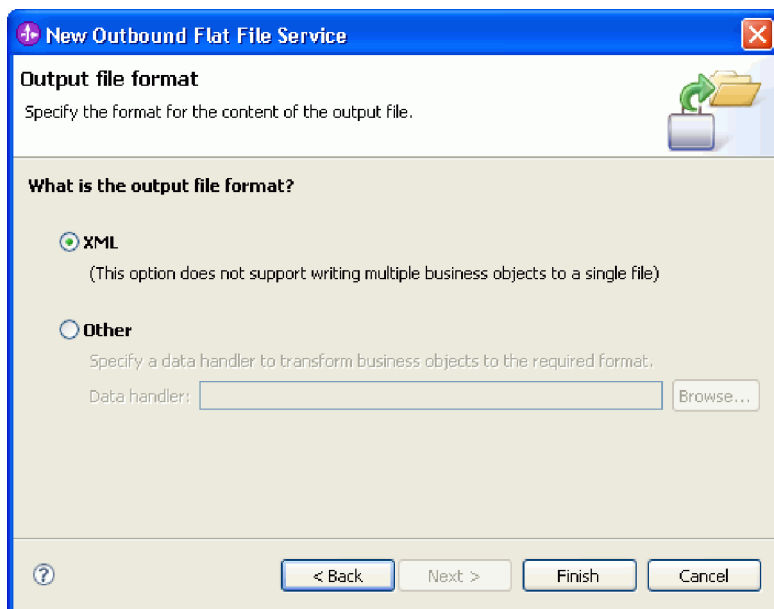 New Outbound Flat File Service
Output file format
Specify the format for the content of the output file.
What is the output file format?
XML
(This option does not support writing multiple business objects to a single file)
Other
Specify a data handler to transform business objects to the required format.
Data handler:
Browse...
?
< Back
Next >
Finish
Cancel